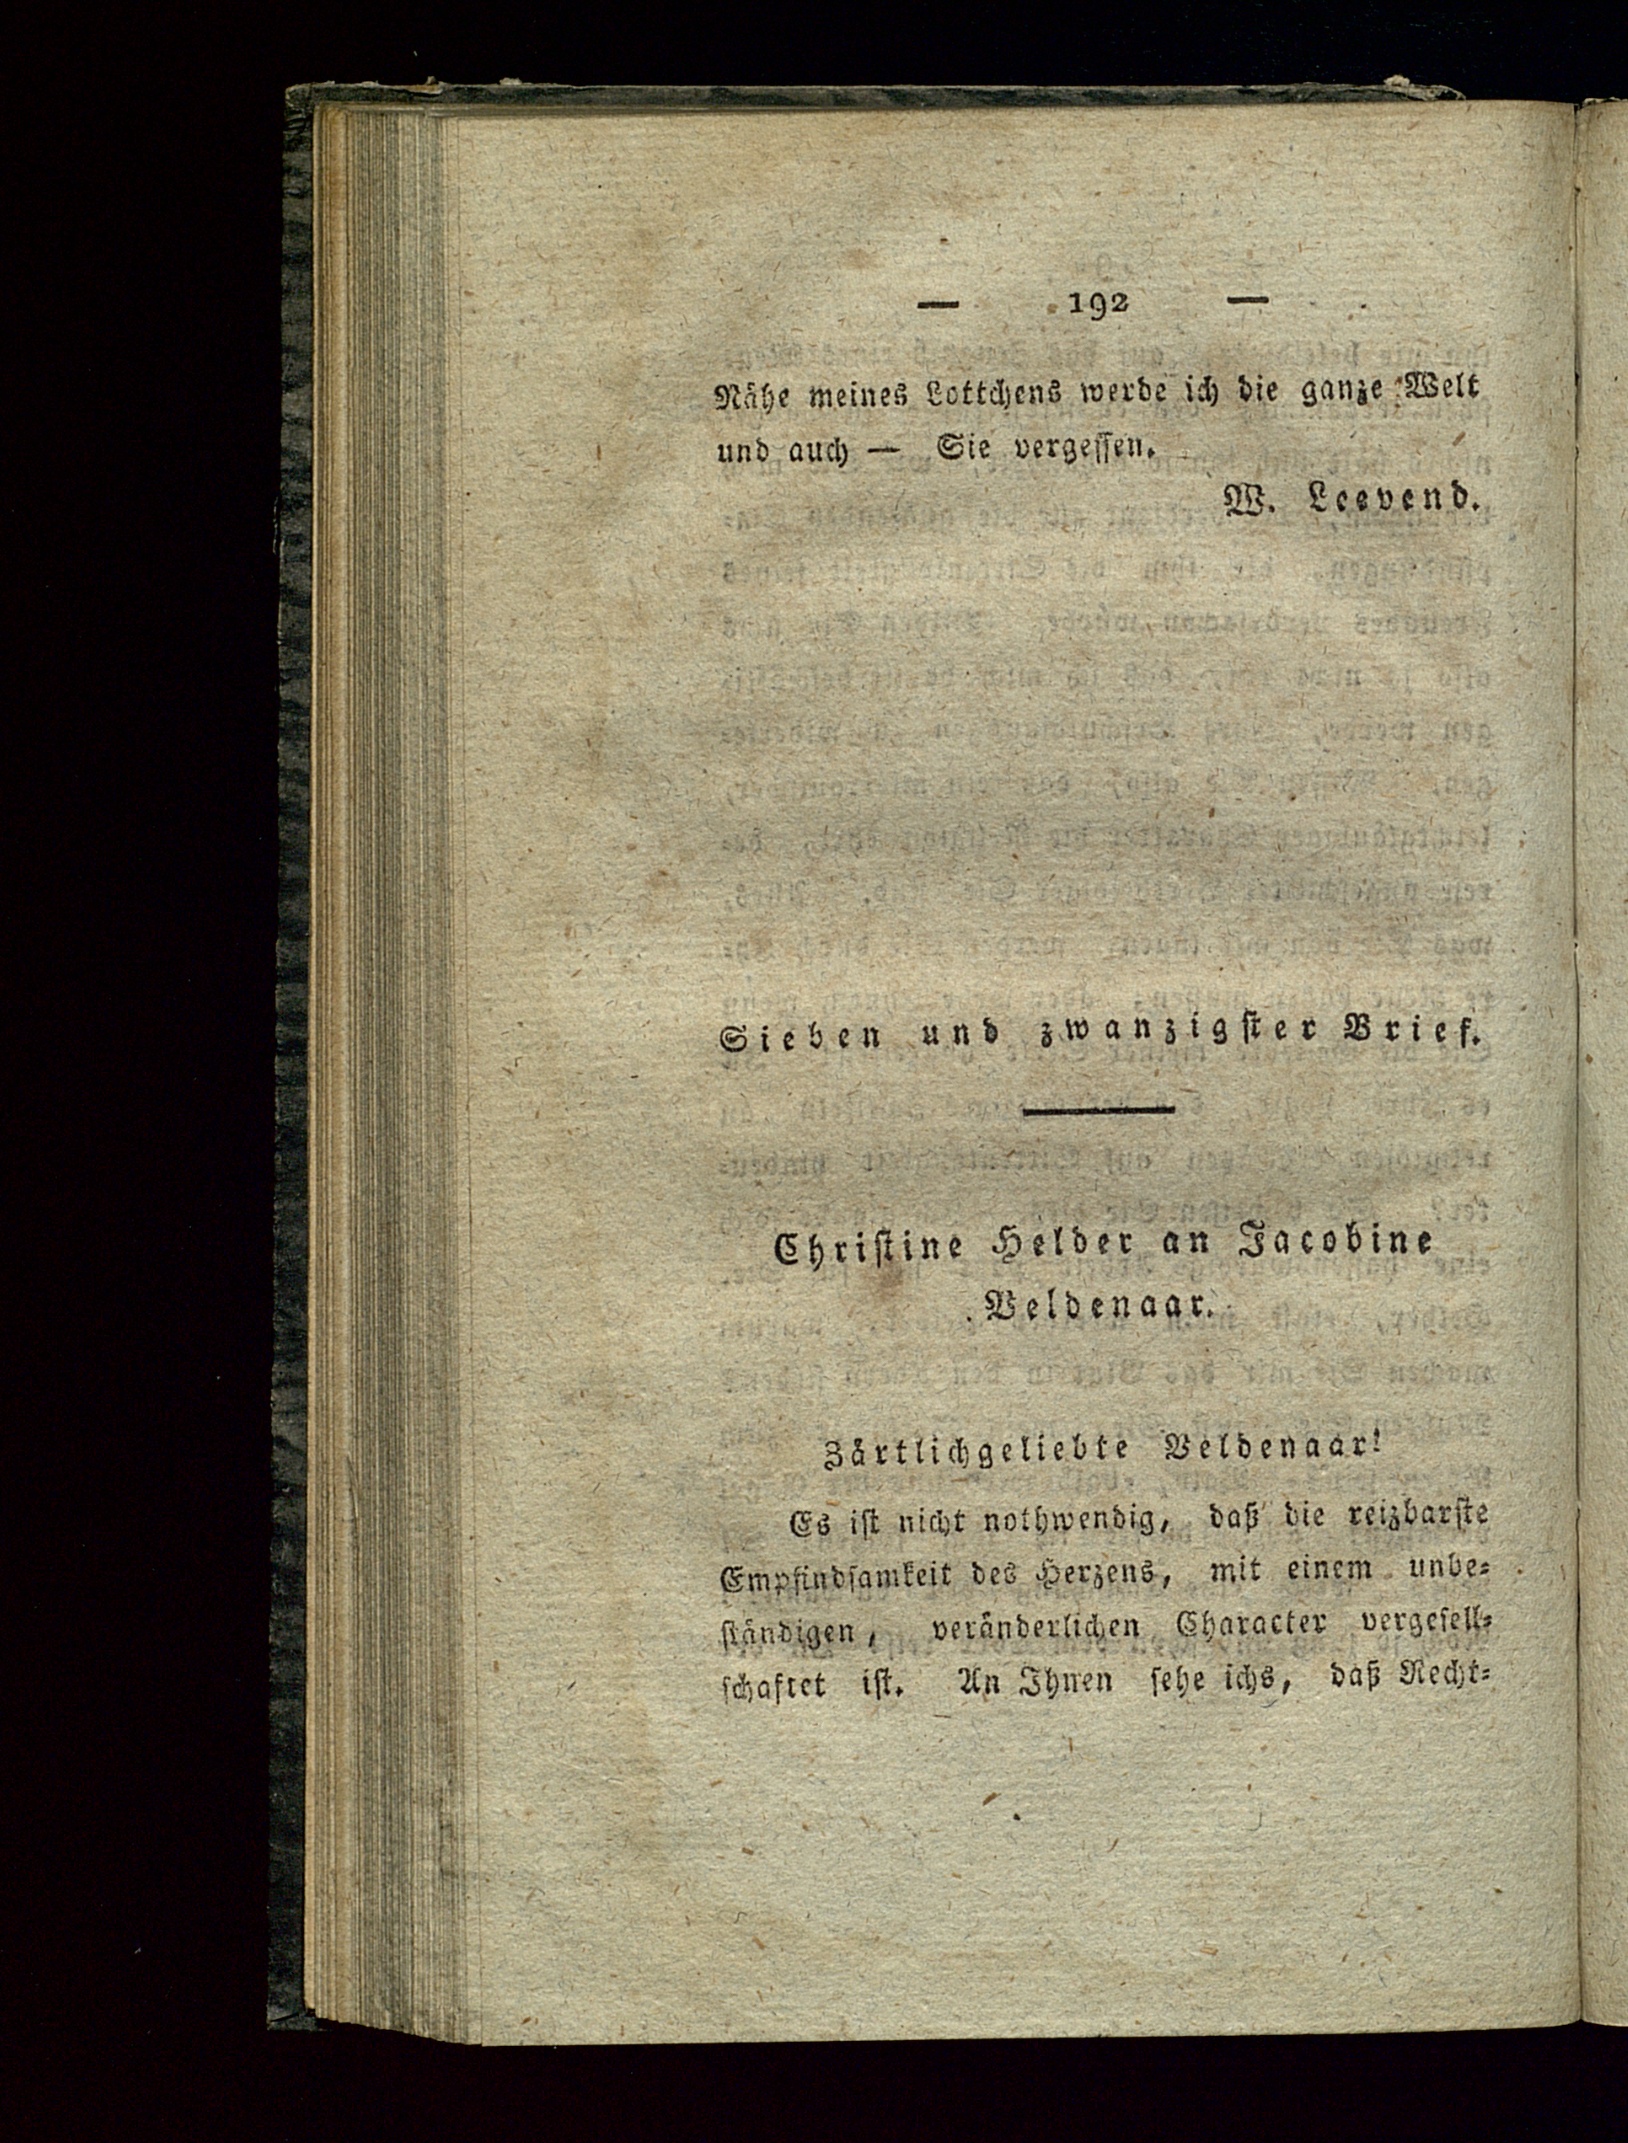 — 192 —
Nähe meines Lottchens werde ich die ganze Welt
und auch — Sie vergessen.
W. Leevend.
Sieben und zwanzigster Brief.
Christine Helder an Jacobine
Veldenaar.
Zärtlichgeliebte Veldenaar!
Es ist nicht nothwendig, daß die reizbarste
Empfindsamkeit des Herzens, mit einem unbe-
ständigen, veränderlichen Character vergesell-
schaftet ist. An Ihnen sehe ichs, daß Recht-